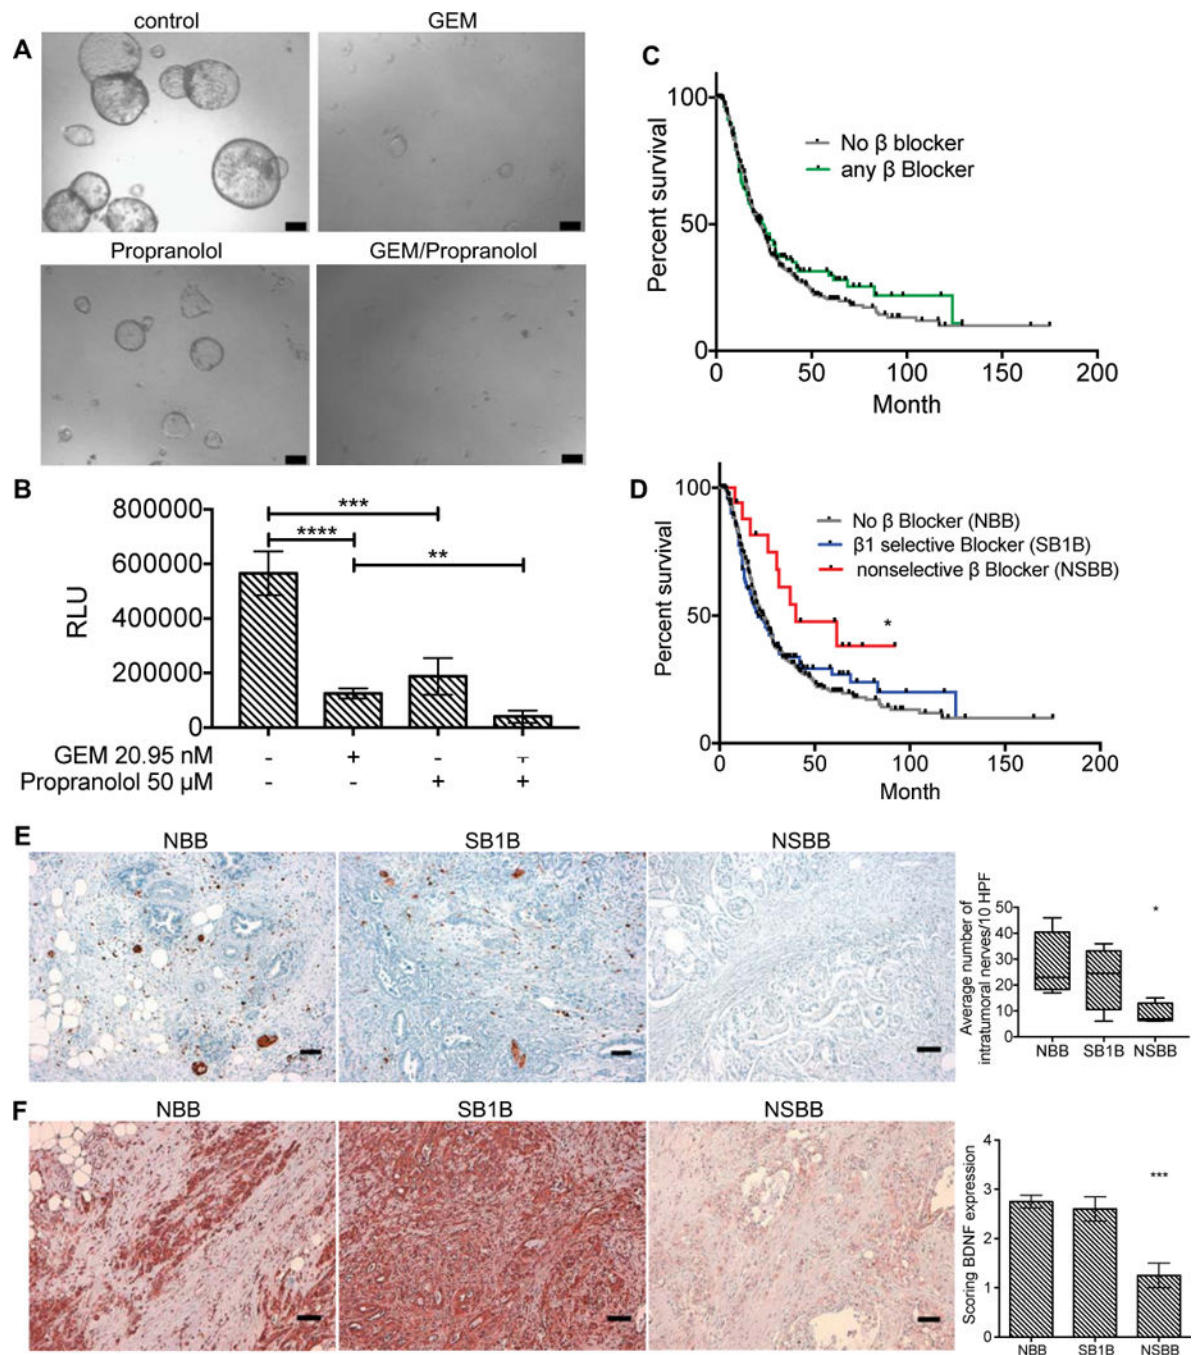 A
control
GEM
Propranolol
GEM/Propranolol
B
800000
600000
400000
200000
0
RLU
***
****
**
GEM 20.95 nM - + - +
Propranolol 50 µM - - + +
C
100
50
0
Percent survival
No β blocker
any β Blocker
0 50 100 150 200
Month
D
100
50
0
Percent survival
No β Blocker (NBB)
β1 selective Blocker (SB1B)
nonselective β Blocker (NSBB)
*
0 50 100 150 200
Month
E
NBB
SB1B
NSBB
Average number of
intratumoral nerves/10 HPF
50
40
30
20
10
0
*
NBB SB1B NSBB
F
NBB
SB1B
NSBB
Scoring BDNF expression
4
3
2
1
0
***
NBB SB1B NSBB